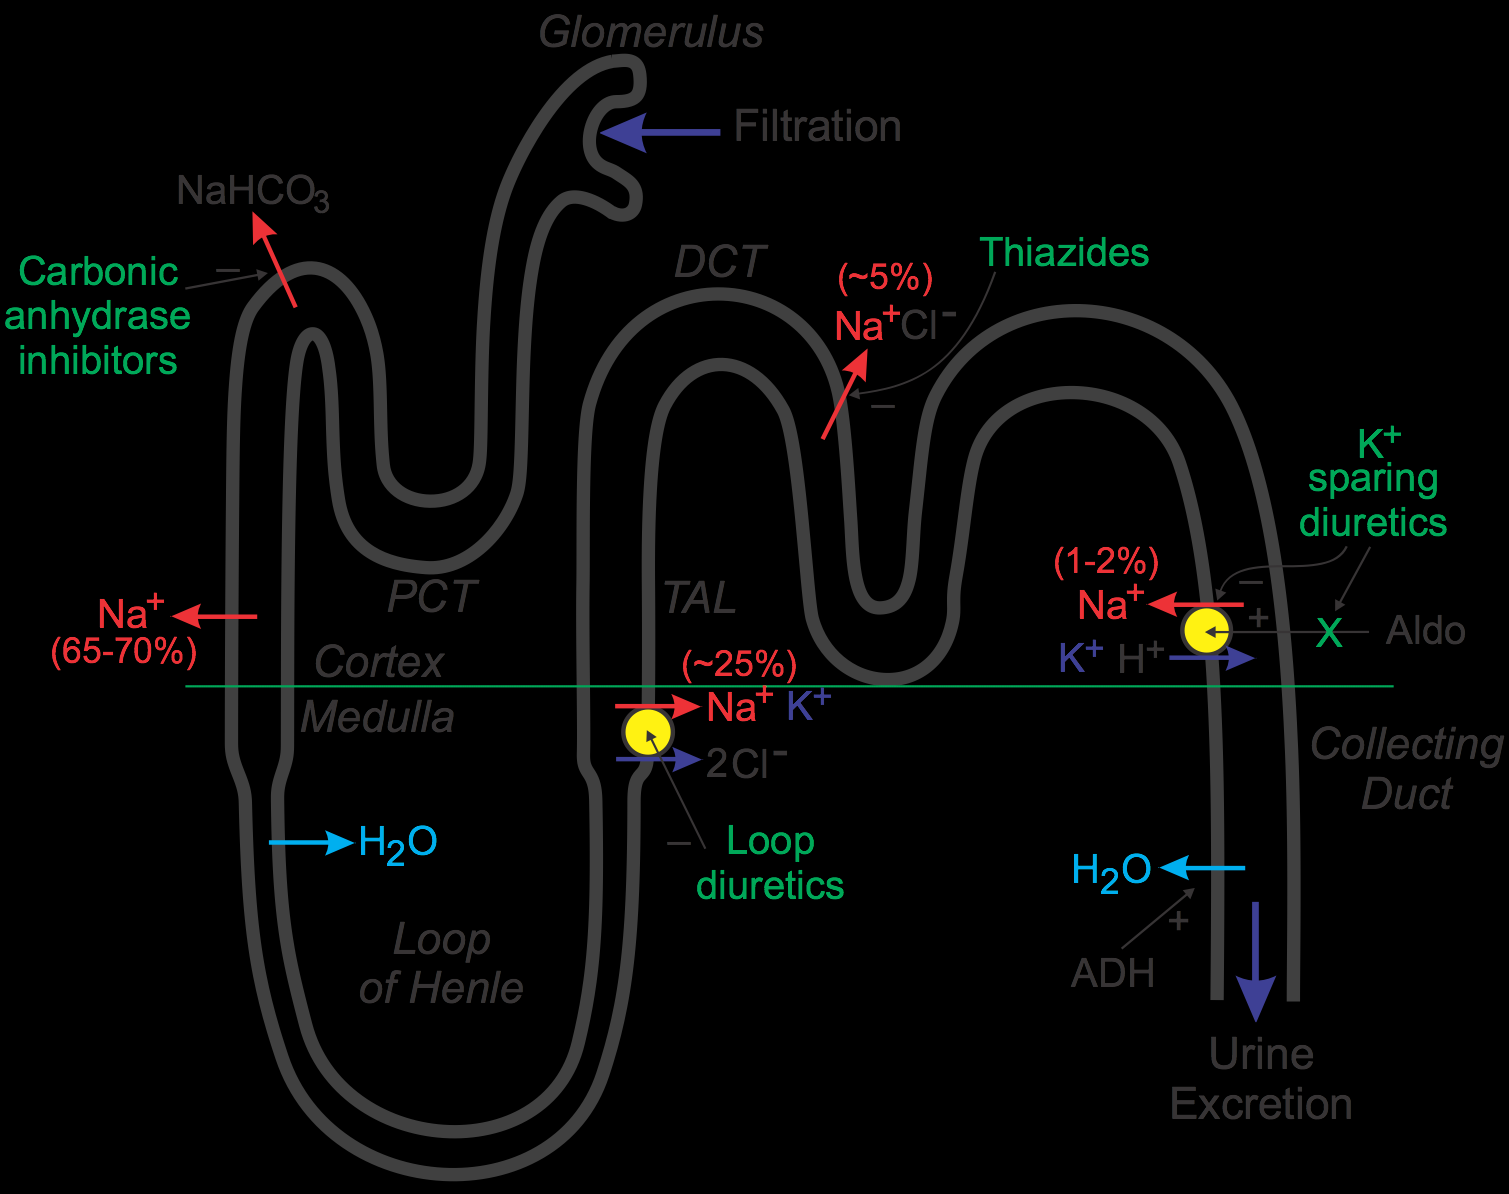 Glomerulus
Filtration
NaHCO3
Carbonic
anhydrase
inhibitors
–
DCT
(~5%)
Na+Cl–
Thiazides
–
K+
sparing
diuretics
PCT
TAL
Na+
(65-70%)
(1-2%)
Na+
–
+
X
Aldo
K+ H+
Cortex
Medulla
(~25%)
Na+ K+
2Cl–
–
Loop
diuretics
Collecting
Duct
H2O
H2O
+
ADH
Loop
of Henle
Urine
Excretion